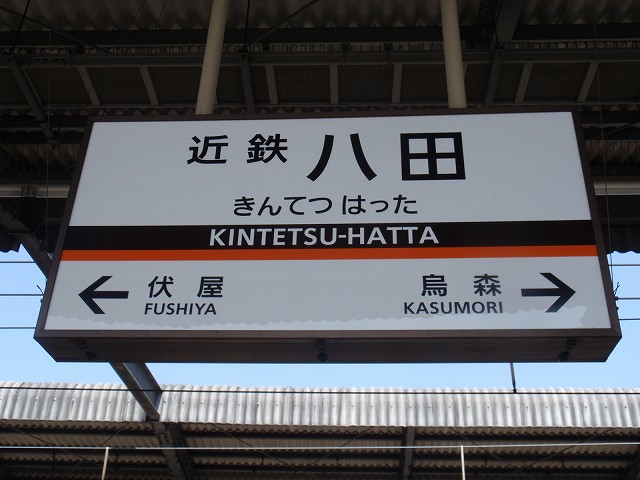 近鉄八田
きんてつ はった
KINTETSU-HATTA
伏屋 烏森
FUSHIYA KASUMORI